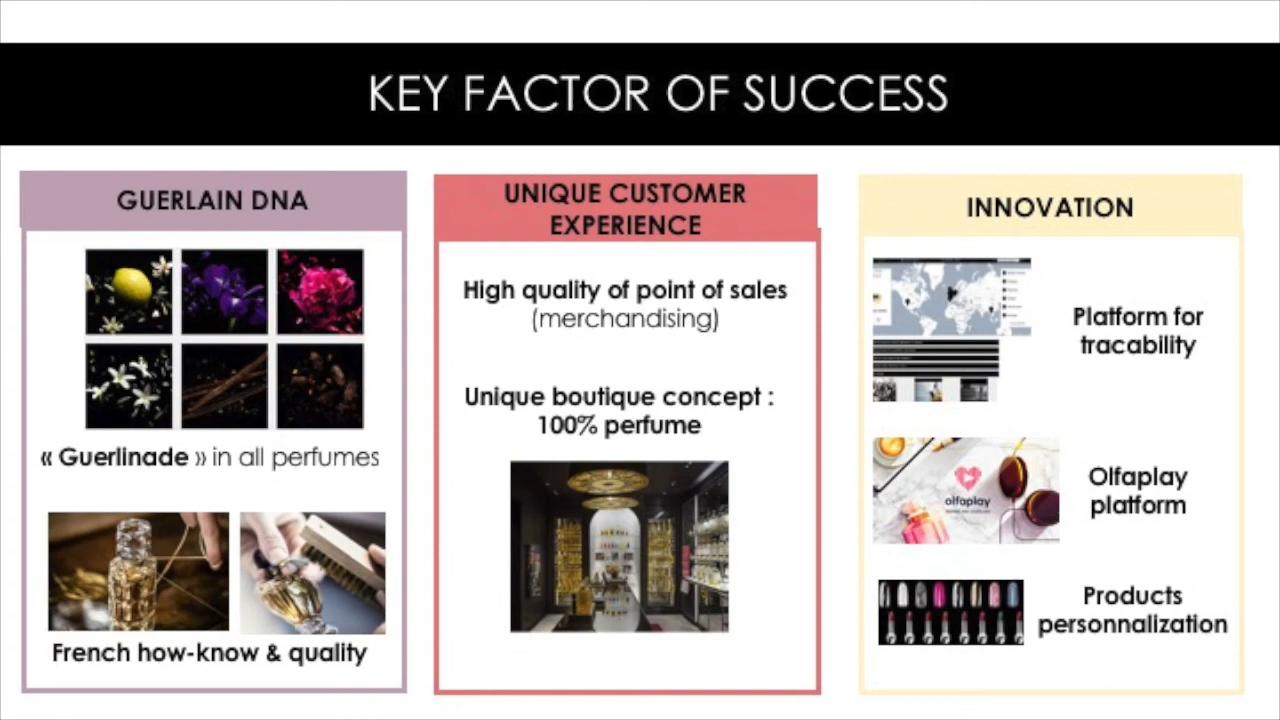 KEY FACTOR OF SUCCESS
GUERLAIN DNA
« Guerlinade » in all perfumes
French how-know & quality
UNIQUE CUSTOMER
EXPERIENCE
High quality of point of sales
(merchandising)
Unique boutique concept :
100% perfume
INNOVATION
Platform for
tracability
olfaplay
Olfaplay
platform
Products
personnalization